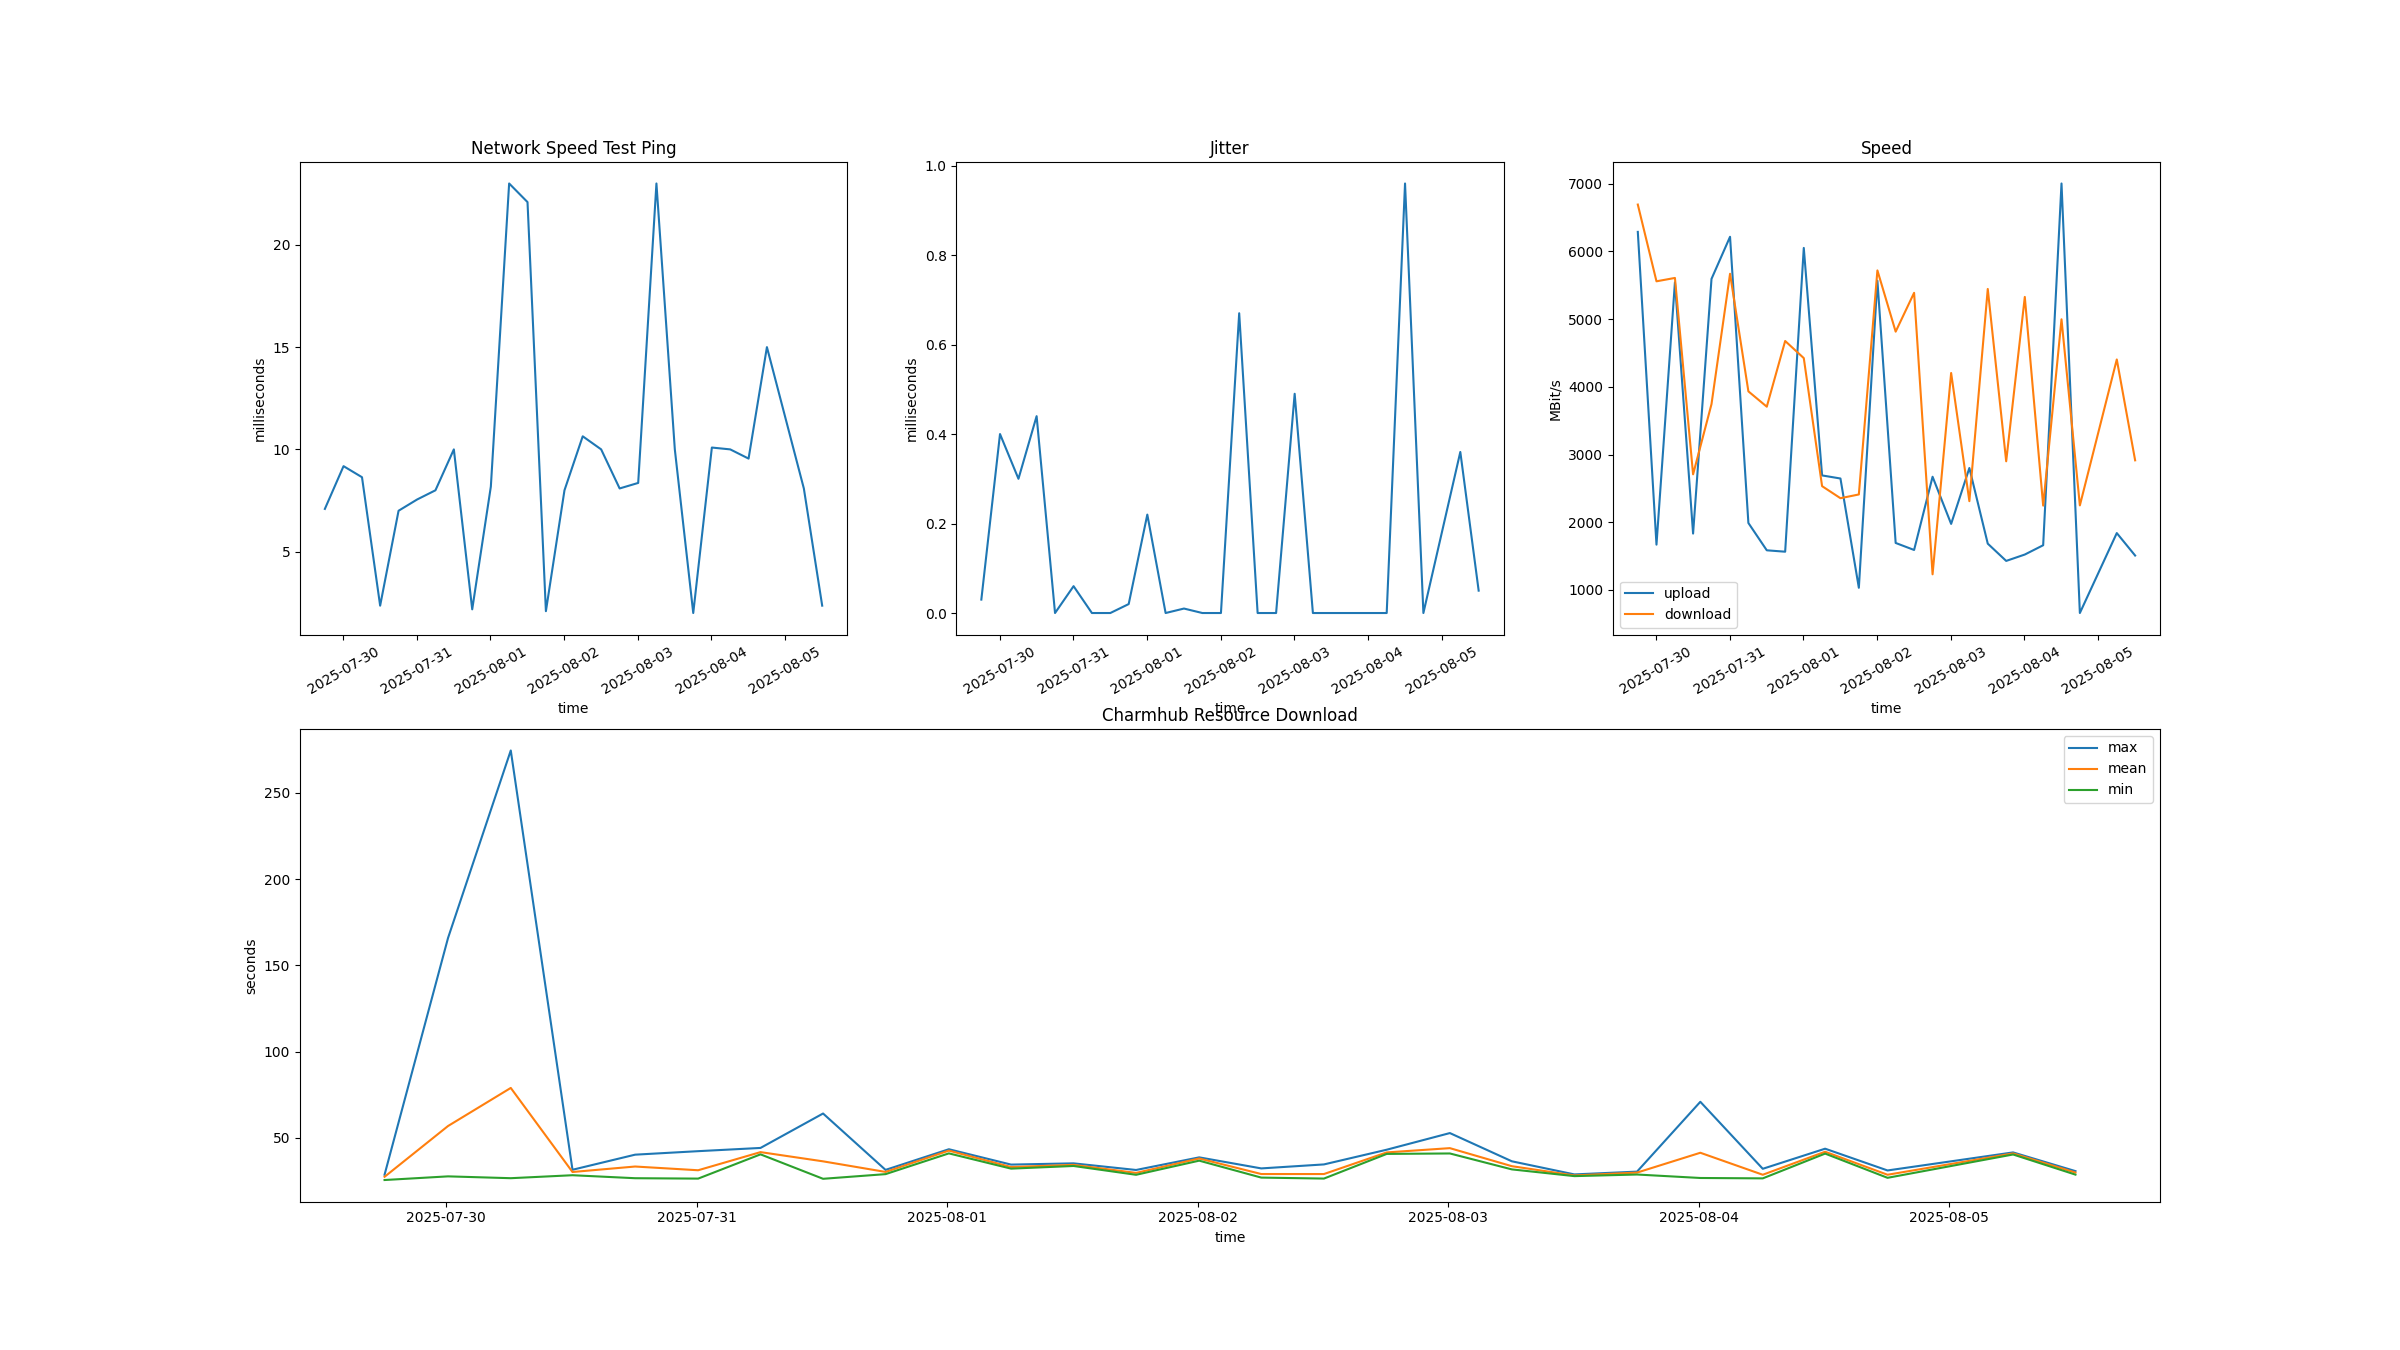 Network Speed Test Ping
milliseconds
20
15
10
5
2025-07-30 2025-07-31 2025-08-01 2025-08-02 2025-08-03 2025-08-04 2025-08-05
time
Jitter
milliseconds
1.0
0.8
0.6
0.4
0.2
0.0
2025-07-30 2025-07-31 2025-08-01 2025-08-02 2025-08-03 2025-08-04 2025-08-05
time
Speed
MBit/s
7000
6000
5000
4000
3000
2000
1000
upload
download
2025-07-30 2025-07-31 2025-08-01 2025-08-02 2025-08-03 2025-08-04 2025-08-05
time
Charmhub Resource Download
seconds
250
200
150
100
50
max
mean
min
2025-07-30 2025-07-31 2025-08-01 2025-08-02 2025-08-03 2025-08-04 2025-08-05
time